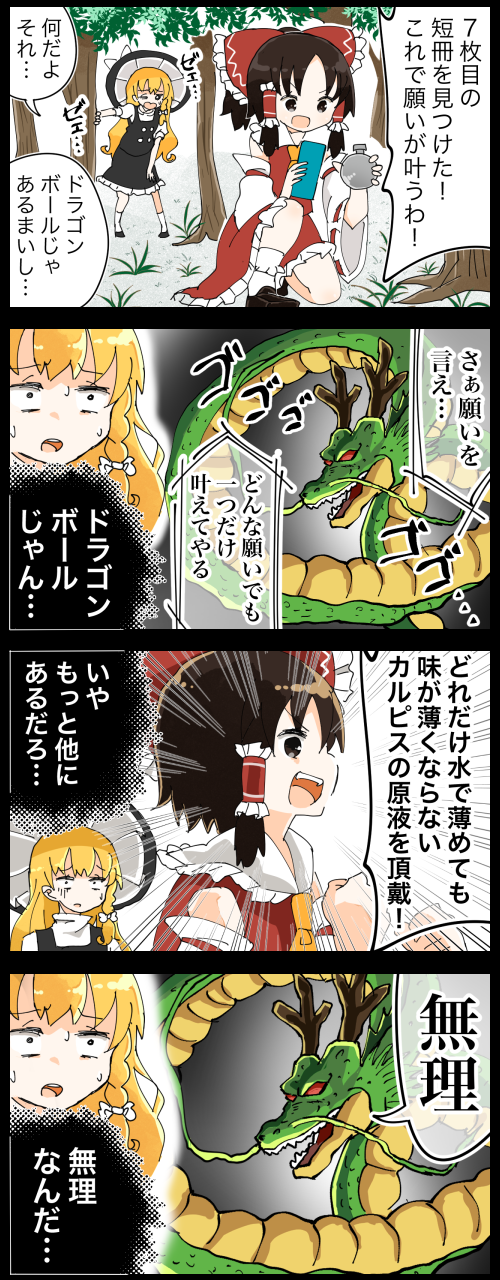 7枚目の
短冊を見つけた！
これで願いが叶うわ！
ビェ…
ビェ…
何だよ
それ…
ドラゴン
ボールじゃ
あるまいし…
さぁ願いを
言え…
ゴゴゴ
ゴゴ…
どんな願いでも
一つだけ
叶えてやる
ドラゴン
ボール
じゃん…
どれだけ水で薄めても
味が薄くならない
カルピスの原液を頂戴！
いや
もっと他に
あるだろ…
無理
無理
なんだ…